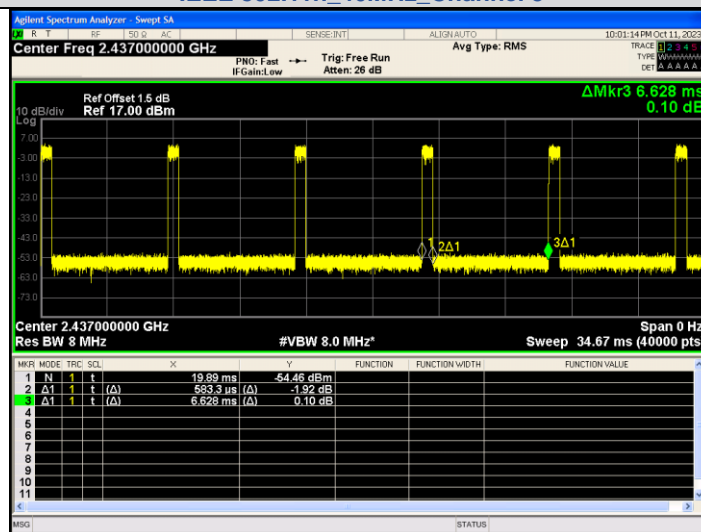 Agilent Spectrum Analyzer - Swept SA
R T RF 50 Ω AC SENSE:INT ALIGN AUTO 10:01:14 PM Oct 11, 2023
Center Freq 2.437000000 GHz Avg Type: RMS TRACE 1 2 3 4 5
PNO: Fast Trig: Free Run TYPE
IFGain:Low Atten: 26 dB DET A A A A A
ΔMkr3 6.628 ms
0.10 dB
Ref Offset 1.5 dB
10 dB/div Ref 17.00 dBm
Log
7.00
-3.00
-13.0
-23.0
-33.0
-43.0
-53.0
-63.0
-73.0
1
2Δ1
3Δ1
Center 2.437000000 GHz Span 0 Hz
Res BW 8 MHz #VBW 8.0 MHz* Sweep 34.67 ms (40000 pts
MKR MODE TRC SCL X Y FUNCTION FUNCTION WIDTH FUNCTION VALUE
1 N 1 t 19.89 ms -54.46 dBm
2 Δ1 1 t (Δ) 583.3 µs (Δ) -1.92 dB
3 Δ1 1 t (Δ) 6.628 ms (Δ) 0.10 dB
4
5
6
7
8
9
10
11
MSG STATUS